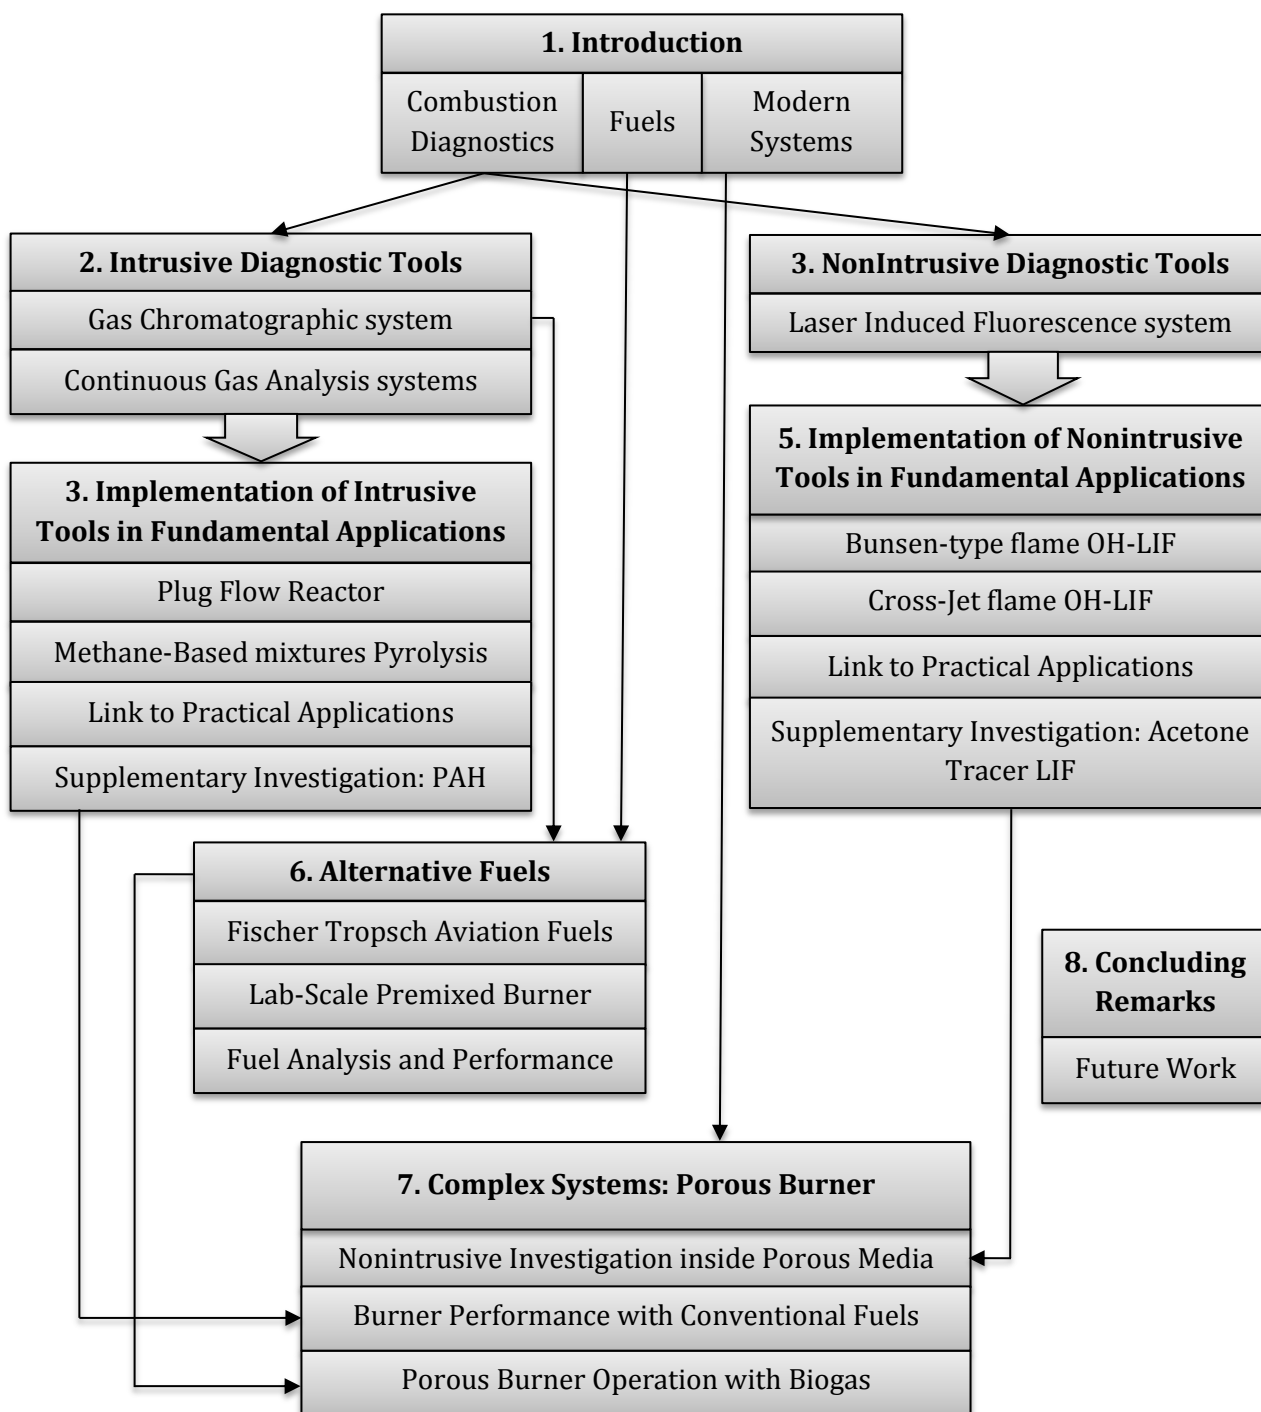 1. Introduction
Combustion
Diagnostics
Fuels
Modern
Systems
2. Intrusive Diagnostic Tools
Gas Chromatographic system
Continuous Gas Analysis systems
3. NonIntrusive Diagnostic Tools
Laser Induced Fluorescence system
3. Implementation of Intrusive
Tools in Fundamental Applications
Plug Flow Reactor
Methane-Based mixtures Pyrolysis
Link to Practical Applications
Supplementary Investigation: PAH
5. Implementation of Nonintrusive
Tools in Fundamental Applications
Bunsen-type flame OH-LIF
Cross-Jet flame OH-LIF
Link to Practical Applications
Supplementary Investigation: Acetone
Tracer LIF
6. Alternative Fuels
Fischer Tropsch Aviation Fuels
Lab-Scale Premixed Burner
Fuel Analysis and Performance
8. Concluding
Remarks
Future Work
7. Complex Systems: Porous Burner
Nonintrusive Investigation inside Porous Media
Burner Performance with Conventional Fuels
Porous Burner Operation with Biogas